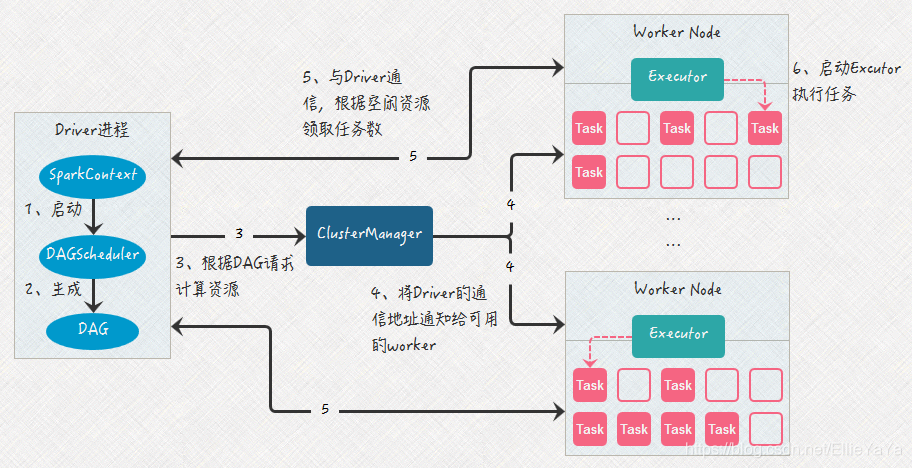 Worker Node
Executor
6、启动Excutor
执行任务
Task
Task
Task
Task
...
...
5、与Driver通
信，根据空闲资源
领取任务数
5
Driver进程
SparkContext
1、启动
DAGScheduler
2、生成
DAG
3
3、根据DAG请求
计算资源
ClusterManager
4
4
4、将Driver的通
信地址通知给可用
的worker
5
Worker Node
Executor
Task
Task
Task
Task
Task
Task
https://blog.csdn.net/EllieYaYa